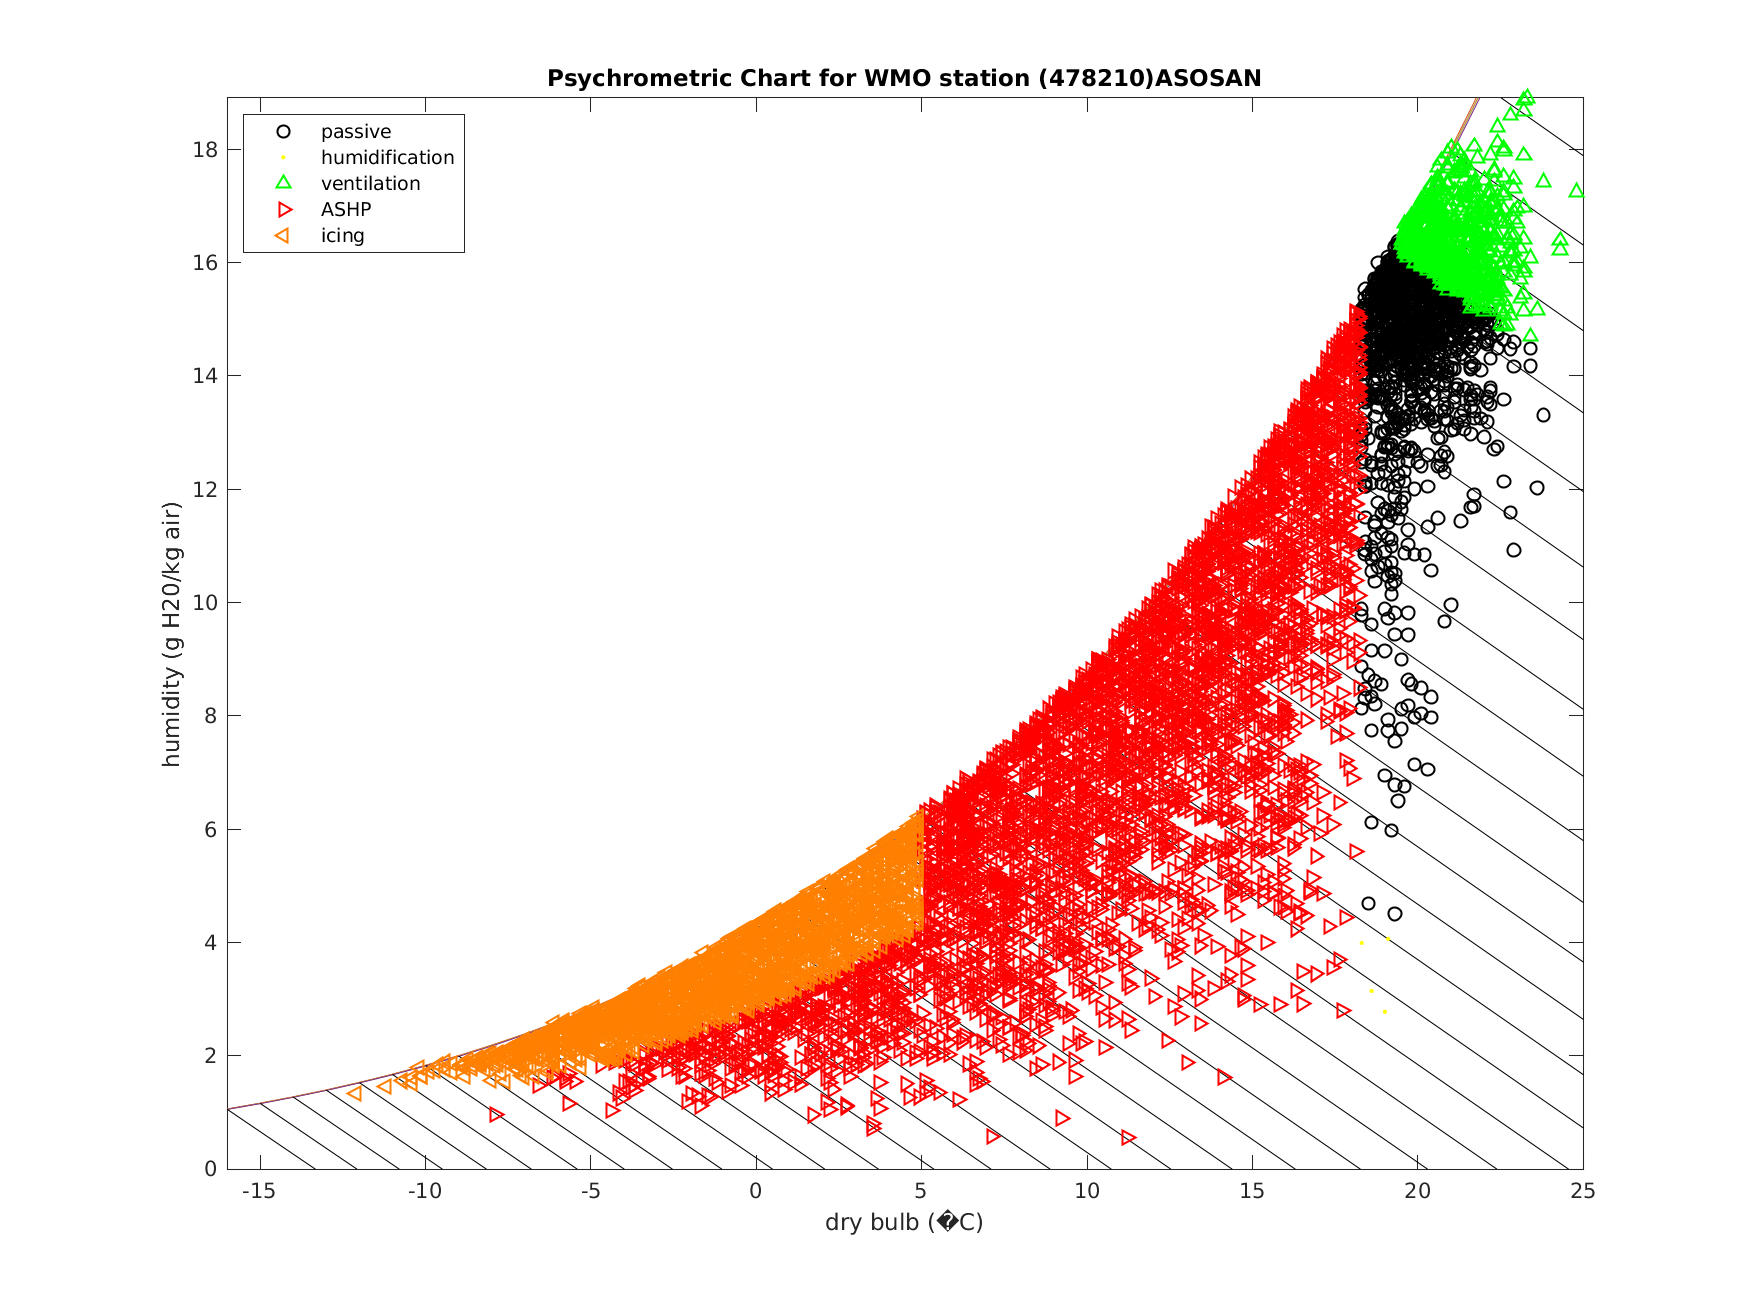 Psychrometric Chart for WMO station (478210)ASOSAN
passive
humidification
ventilation
ASHP
icing
humidity (g H20/kg air)
18
16
14
12
10
8
6
4
2
0
-15 -10 -5 0 5 10 15 20 25
dry bulb (�C)